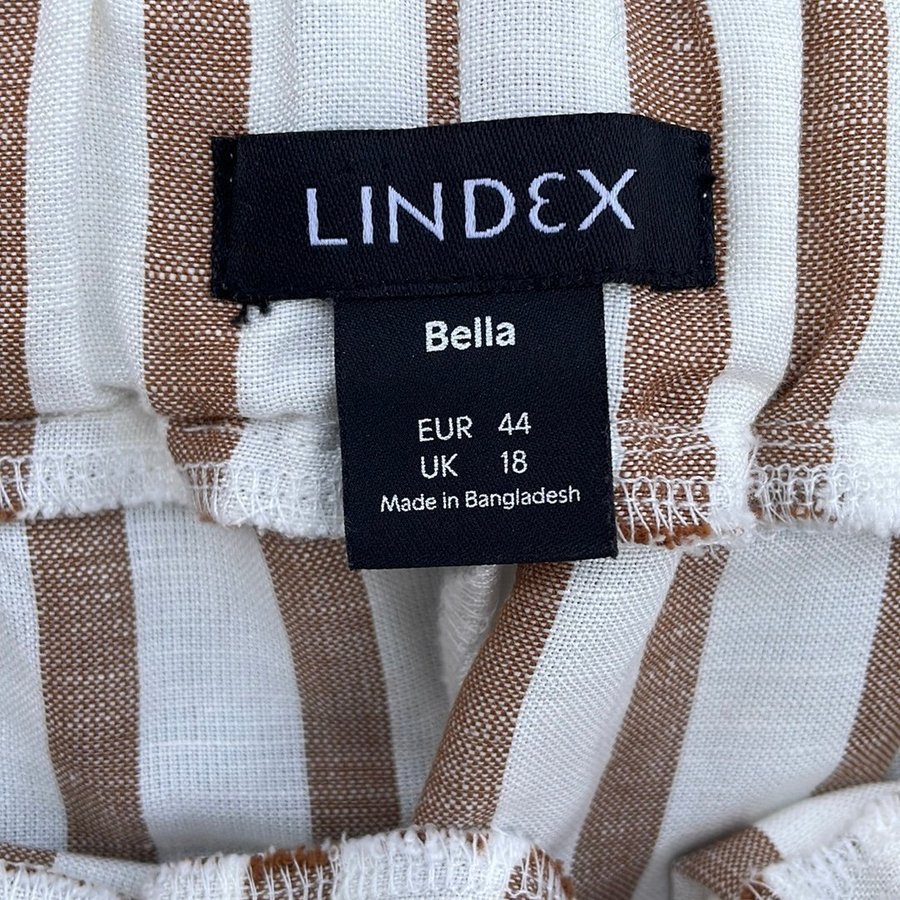 LINDEX
Bella
EUR 44
UK 18
Made in Bangladesh